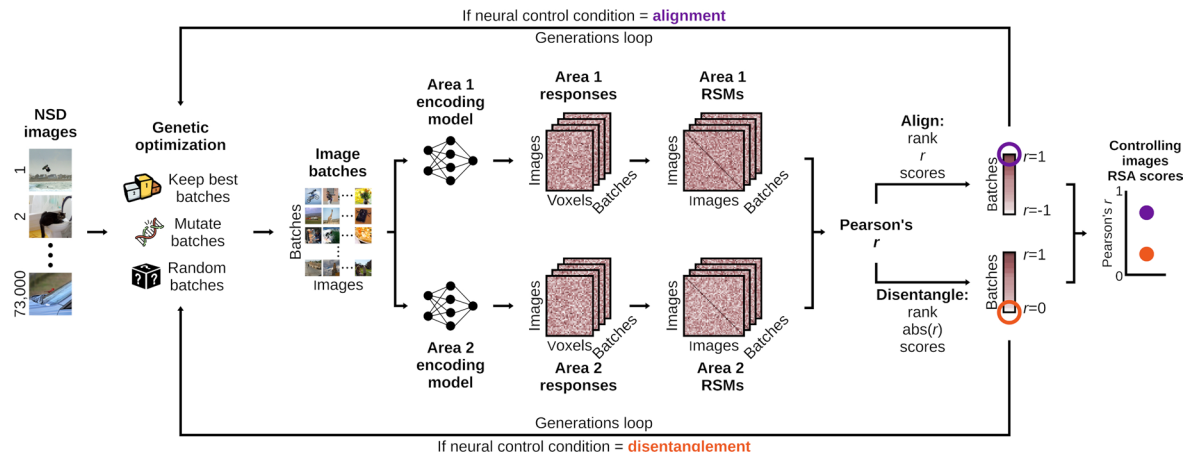 If neural control condition = alignment
Generations loop
NSD
images
1
2
73,000
Genetic
optimization
Keep best
batches
Mutate
batches
Random
batches
Image
batches
Batches
Images
Area 1
encoding
model
Area 1
responses
Images
Voxels
Batches
Area 1
RSMs
Images
Images
Batches
Area 2
encoding
model
Images
Voxels
Batches
Area 2
responses
Images
Images
Batches
Area 2
RSMs
Pearson's
r
Align:
rank
r
scores
Batches
r=1
r=-1
Disentangle:
rank
abs(r)
scores
Batches
r=1
r=0
Controlling
images
RSA scores
Pearson's r
1
0
Generations loop
If neural control condition = disentanglement